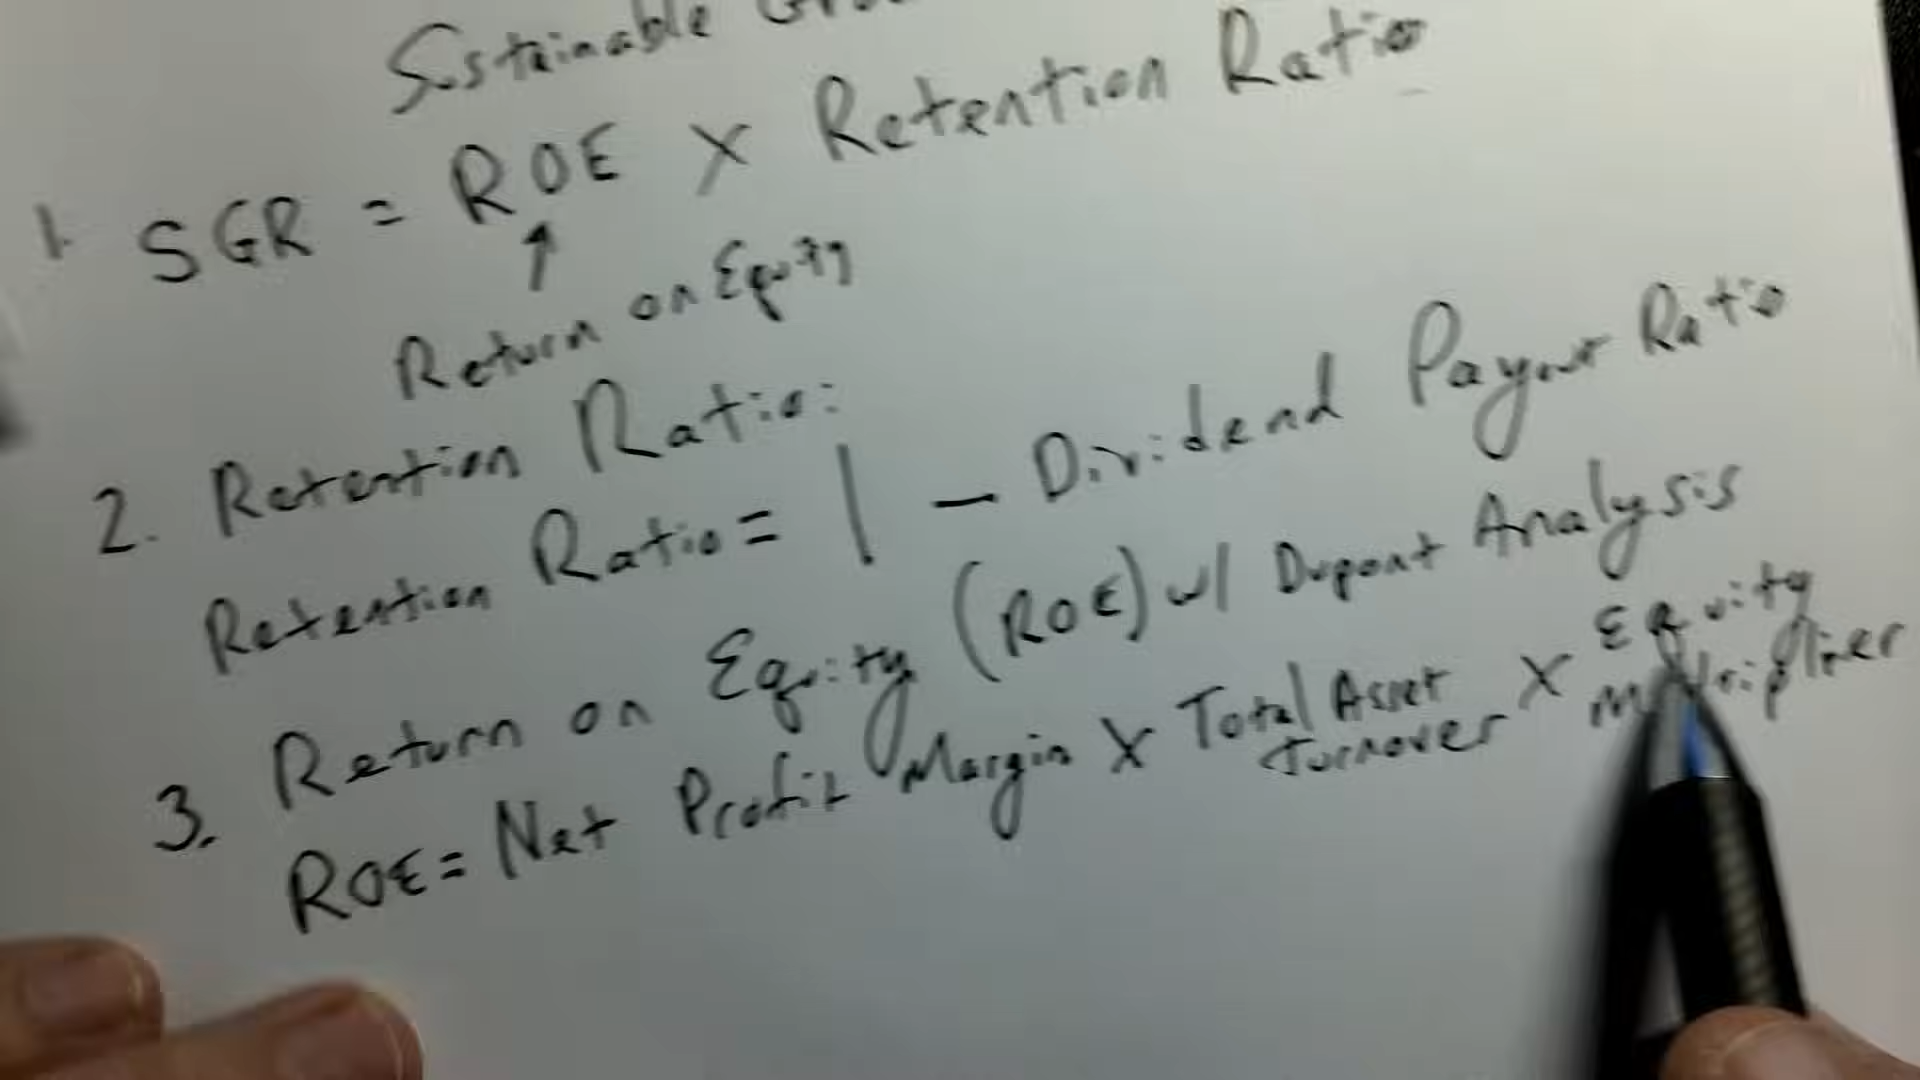 Sustainable
1. SGR = ROE X Retention Ratio
Return on Equity
2. Retention Ratio:
Retention Ratio = 1 - Dividend Payout Ratio
3. Return on Equity (ROE) w/ Dupont Analysis
ROE = Net Profit Margin X Total Asset Turnover X Equity Multiplier